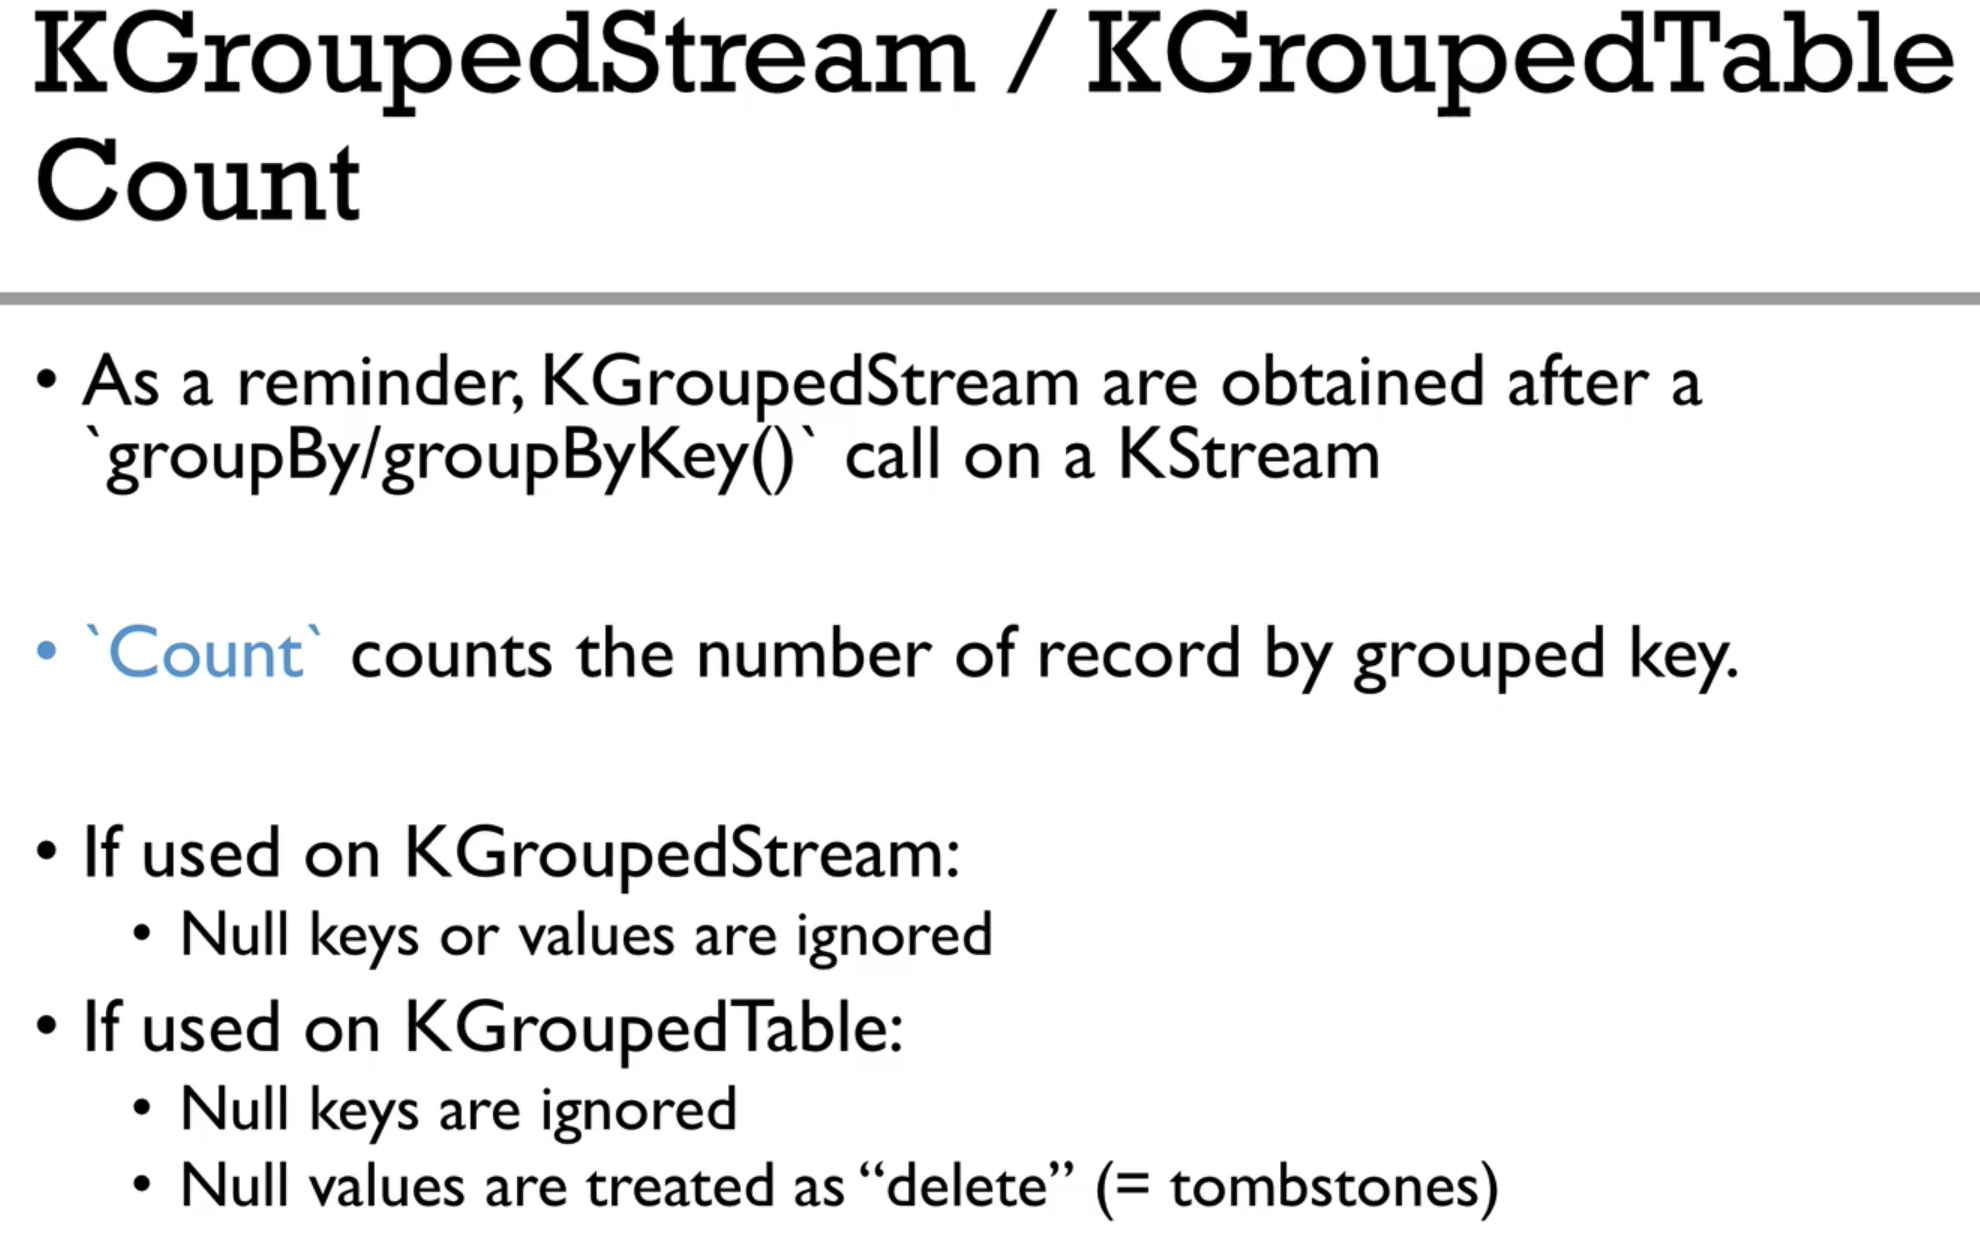 KGroupedStream / KGroupedTable
Count
• As a reminder, KGroupedStream are obtained after a
`groupBy/groupByKey()` call on a KStream
• `Count` counts the number of record by grouped key.
• If used on KGroupedStream:
• Null keys or values are ignored
• If used on KGroupedTable:
• Null keys are ignored
• Null values are treated as “delete” (= tombstones)